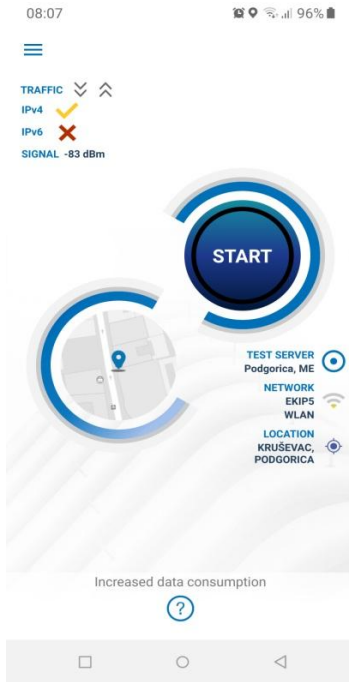 08:07
96%
TRAFFIC
IPv4
IPv6
SIGNAL -83 dBm
START
TEST SERVER
Podgorica, ME
NETWORK
EKIP5
WLAN
LOCATION
KRUŠEVAC,
PODGORICA
Increased data consumption
?